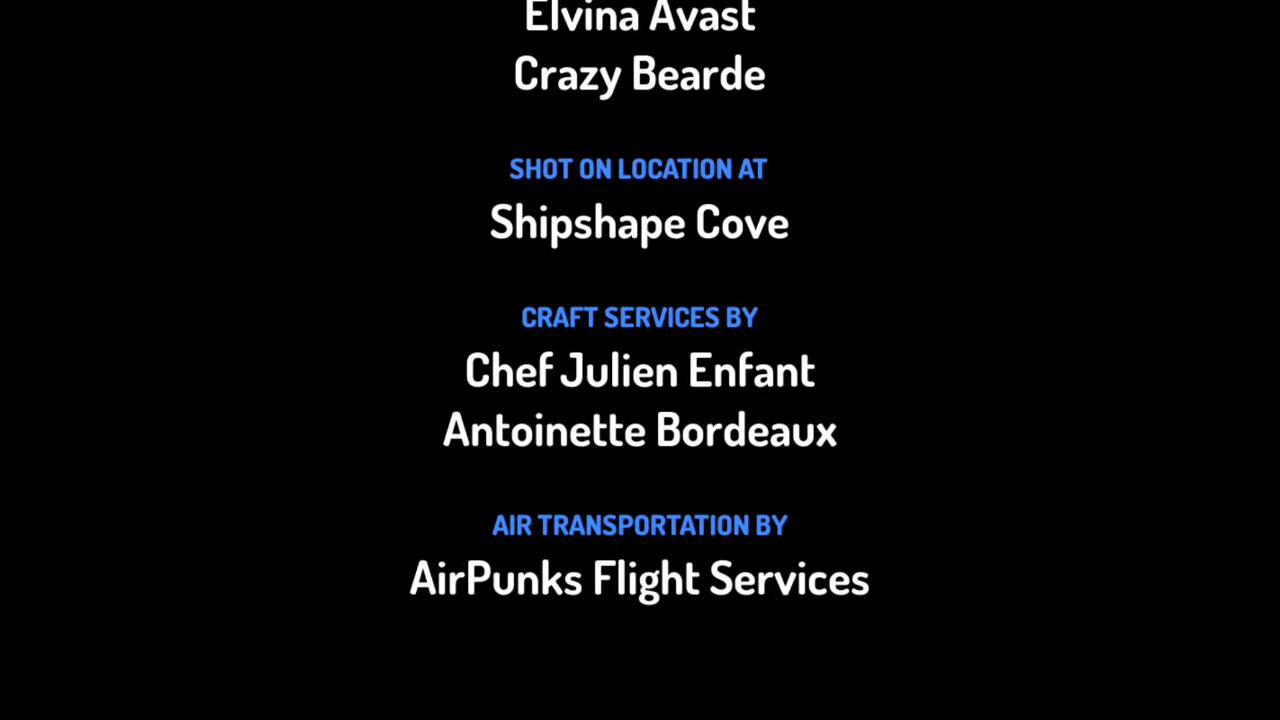 Elvina Avast
Crazy Bearde
SHOT ON LOCATION AT
Shipshape Cove
CRAFT SERVICES BY
Chef Julien Enfant
Antoinette Bordeaux
AIR TRANSPORTATION BY
AirPunks Flight Services